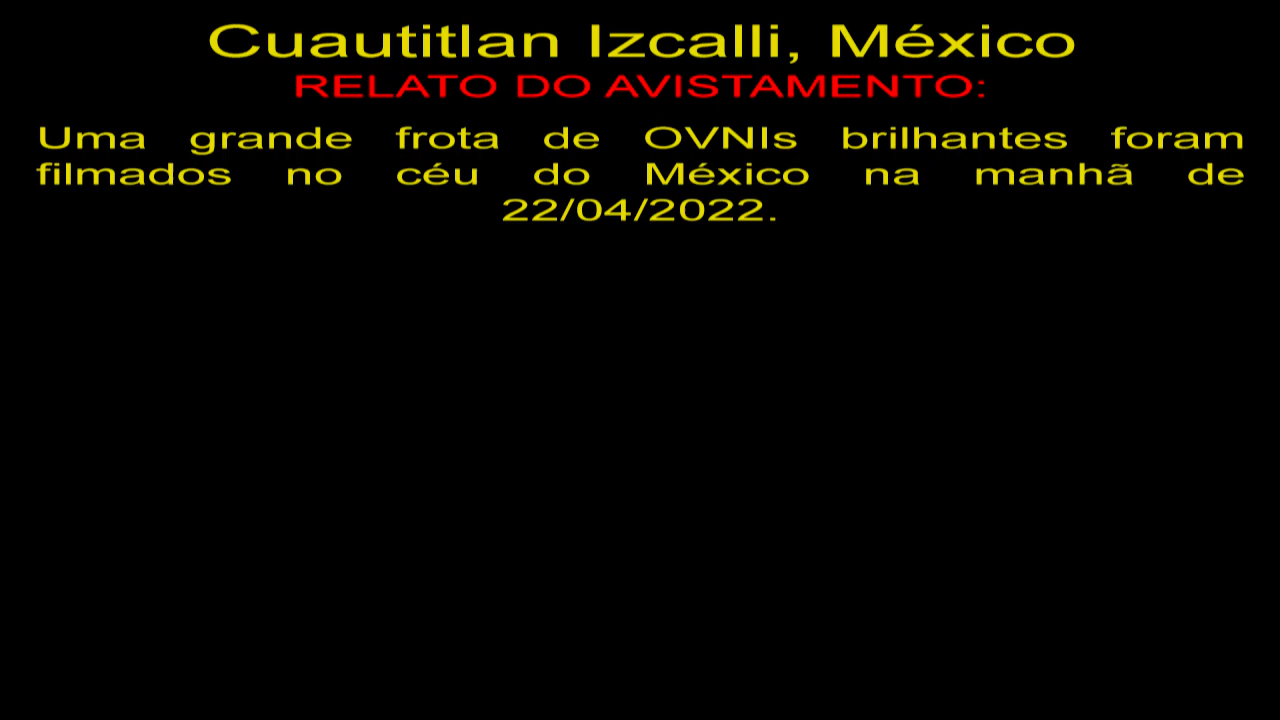 Cuautitlan Izcalli, México
RELATO DO AVISTAMENTO:
Uma grande frota de OVNIs brilhantes foram
filmados no céu do México na manhã de
22/04/2022.